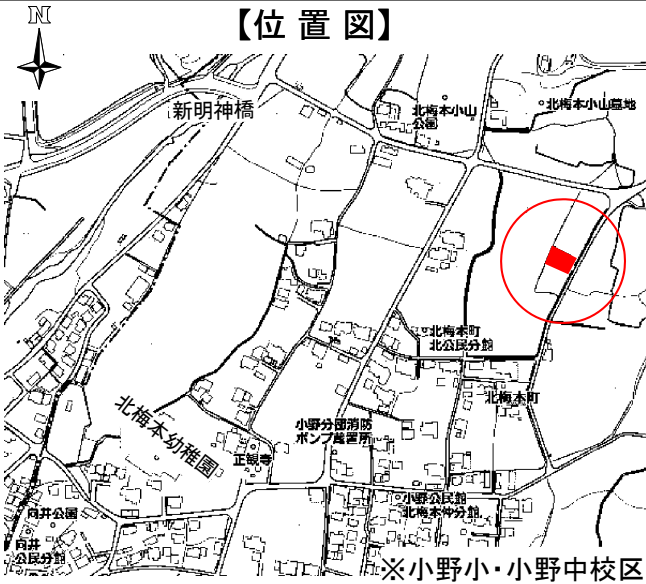 【位置図】
N
新明神橋
北梅本小山
公園
北梅本小山墓地
北梅本町
北公民分館
北梅本町
小野分団消防
ポンプ蔵置所
北梅本幼稚園
正観寺
小野公民館
北梅本仲分館
向井公園
向井
公民分館
※小野小・小野中校区